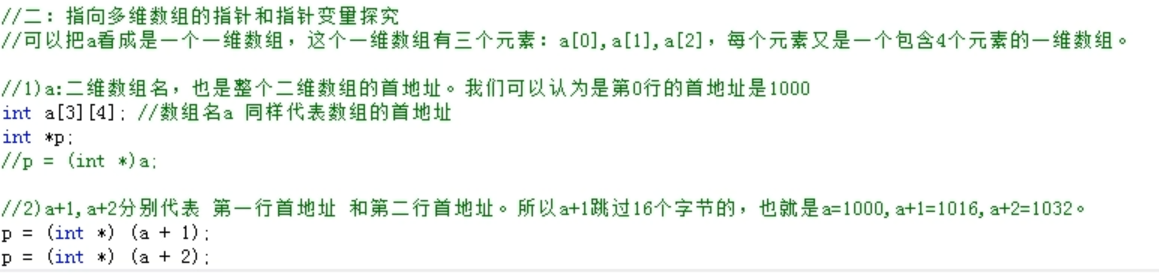 //二：指向多维数组的指针和指针变量探究
//可以把a看成是一个一维数组，这个一维数组有三个元素：a[0],a[1],a[2]，每个元素又是一个包含4个元素的一维数组。
//1)a:二维数组名，也是整个二维数组的首地址。我们可以认为是第0行的首地址是1000
int a[3][4]; //数组名a 同样代表数组的首地址
int *p;
//p = (int *)a;
//2)a+1,a+2分别代表 第一行首地址 和第二行首地址。所以a+1跳过16个字节的，也就是a=1000,a+1=1016,a+2=1032。
p = (int *) (a + 1);
p = (int *) (a + 2);